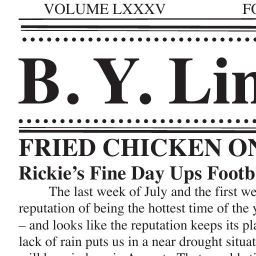 VOLUME LXXXV
B. Y. Lin
FRIED CHICKEN ON
Rickie's Fine Day Ups Footb
The last week of July and the first we
reputation of being the hottest time of the y
– and looks like the reputation keeps its pla
lack of rain puts us in a near drought situat